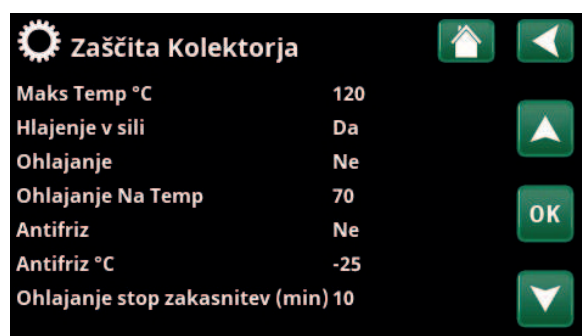 Zaščita Kolektorja
Maks Temp °C 120
Hlajenje v sili Da
Ohlajanje Ne
Ohlajanje Na Temp 70
Antifriz Ne
Antifriz °C -25
Ohlajanje stop zakasnitev (min) 10
OK